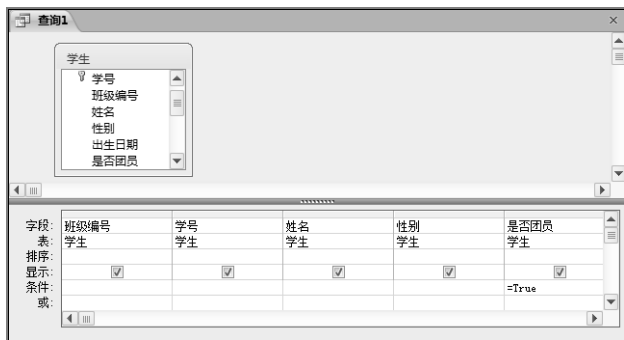 查询1
学生
学号
班级编号
姓名
性别
出生日期
是否团员
字段: 班级编号 学号 姓名 性别 是否团员
表: 学生 学生 学生 学生 学生
排序:
显示:
条件: =True
或: